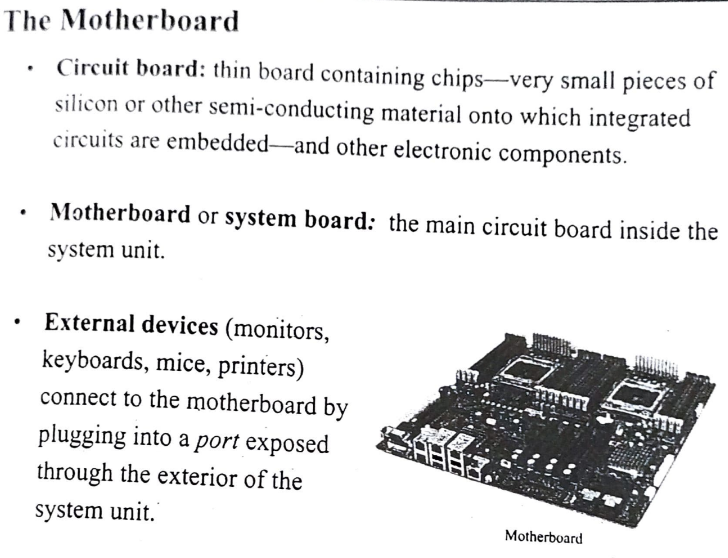 The Motherboard
• Circuit board: thin board containing chips—very small pieces of
silicon or other semi-conducting material onto which integrated
circuits are embedded—and other electronic components.
• Motherboard or system board: the main circuit board inside the
system unit.
• External devices (monitors,
keyboards, mice, printers)
connect to the motherboard by
plugging into a port exposed
through the exterior of the
system unit.
Motherboard